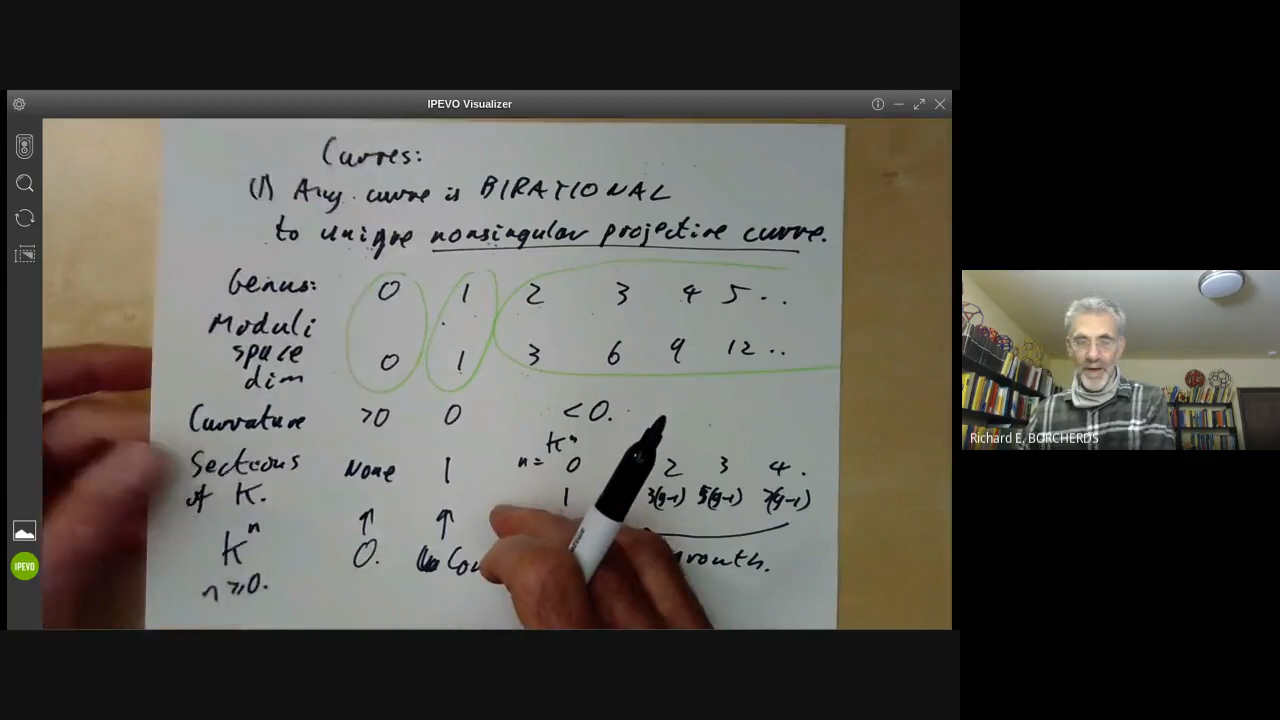 IPEVO Visualizer
Curves:
(1) Any curve is BIRATIONAL
to unique nonsingular projective curve.
Genus: 0 1 2 3 4 5 ..
Moduli
space 0 1 3 6 9 12 ..
dim
Curvature >0 0 <0.
Sections None 1
of K.
K^n
n = 0 2 3 4 .
1 3(g-1) 5(g-1) 7(g-1)
↑ ↑
K^n 0.
n ≥ 0.
IPEVO
Richard E. BORCHERDS